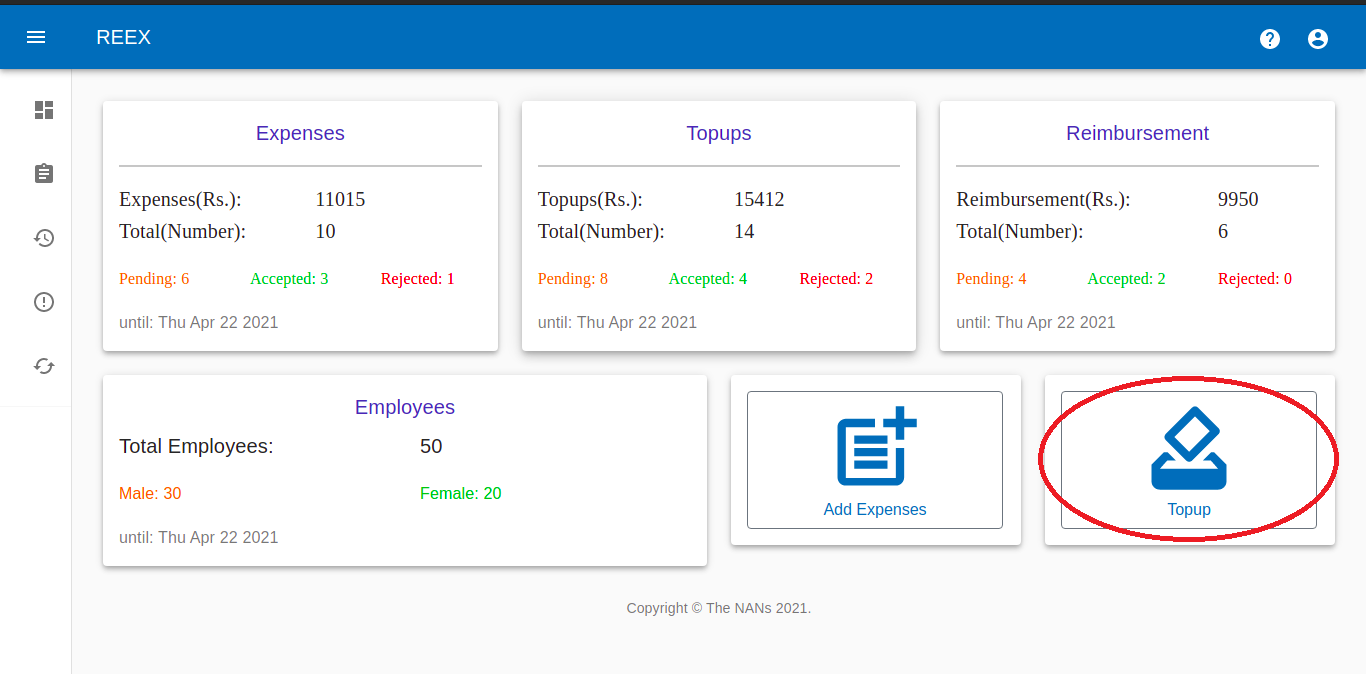 REEX
Expenses
Expenses(Rs.): 11015
Total(Number): 10
Pending: 6 Accepted: 3 Rejected: 1
until: Thu Apr 22 2021
Topups
Topups(Rs.): 15412
Total(Number): 14
Pending: 8 Accepted: 4 Rejected: 2
until: Thu Apr 22 2021
Reimbursement
Reimbursement(Rs.): 9950
Total(Number): 6
Pending: 4 Accepted: 2 Rejected: 0
until: Thu Apr 22 2021
Employees
Total Employees: 50
Male: 30 Female: 20
until: Thu Apr 22 2021
Add Expenses
Topup
Copyright © The NANs 2021.